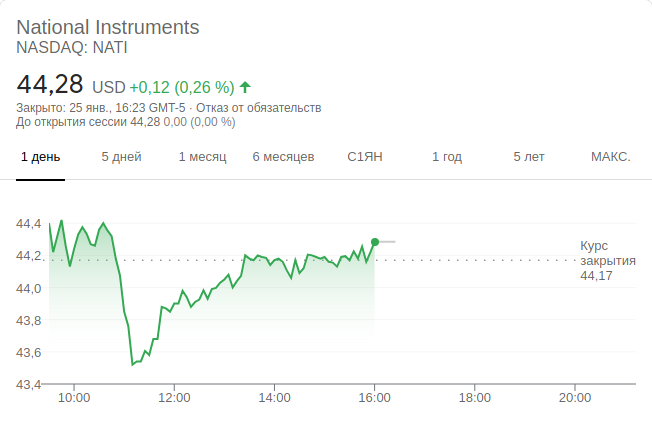 National Instruments
NASDAQ: NATI
44,28 USD +0,12 (0,26 %)
Закрыто: 25 янв., 16:23 GMT-5 · Отказ от обязательств
До открытия сессии 44,28 0,00 (0,00 %)
1 день 5 дней 1 месяц 6 месяцев С1ЯН 1 год 5 лет МАКС.
44,4
44,2
44,0
43,8
43,6
43,4
Курс
закрытия
44,17
10:00 12:00 14:00 16:00 18:00 20:00